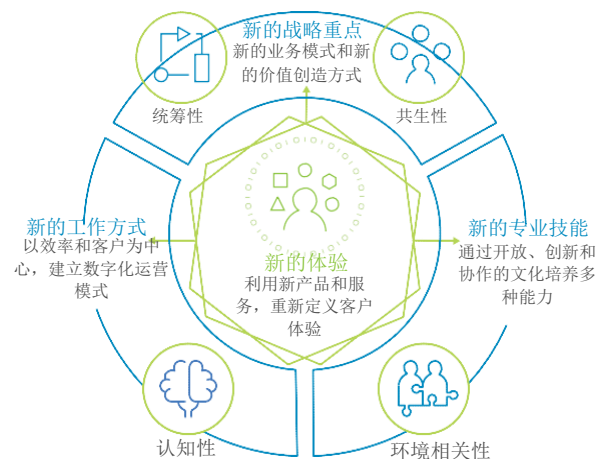 新的战略重点
新的业务模式和新
的价值创造方式
统筹性
共生性
新的工作方式
以效率和客户为中
心，建立数字化运营
模式
新的体验
利用新产品和服
务，重新定义客户
体验
新的专业技能
通过开放、创新和
协作的文化培养多
种能力
认知性
环境相关性